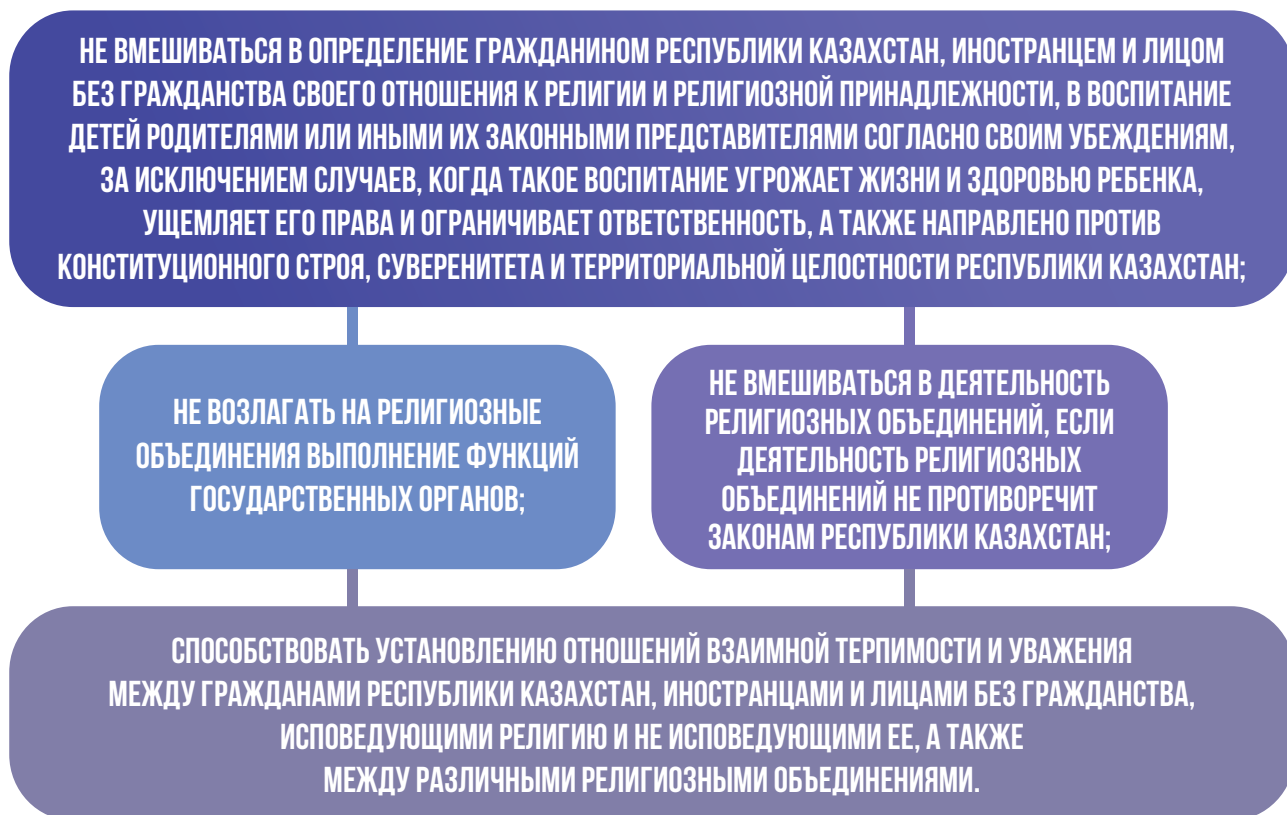 НЕ ВМЕШИВАТЬСЯ В ОПРЕДЕЛЕНИЕ ГРАЖДАНИНОМ РЕСПУБЛИКИ КАЗАХСТАН, ИНОСТРАНЦЕМ И ЛИЦОМ
БЕЗ ГРАЖДАНСТВА СВОЕГО ОТНОШЕНИЯ К РЕЛИГИИ И РЕЛИГИОЗНОЙ ПРИНАДЛЕЖНОСТИ, В ВОСПИТАНИЕ
ДЕТЕЙ РОДИТЕЛЯМИ ИЛИ ИНЫМИ ИХ ЗАКОННЫМИ ПРЕДСТАВИТЕЛЯМИ СОГЛАСНО СВОИМ УБЕЖДЕНИЯМ,
ЗА ИСКЛЮЧЕНИЕМ СЛУЧАЕВ, КОГДА ТАКОЕ ВОСПИТАНИЕ УГРОЖАЕТ ЖИЗНИ И ЗДОРОВЬЮ РЕБЕНКА,
УЩЕМЛЯЕТ ЕГО ПРАВА И ОГРАНИЧИВАЕТ ОТВЕТСТВЕННОСТЬ, А ТАКЖЕ НАПРАВЛЕНО ПРОТИВ
КОНСТИТУЦИОННОГО СТРОЯ, СУВЕРЕНИТЕТА И ТЕРРИТОРИАЛЬНОЙ ЦЕЛОСТНОСТИ РЕСПУБЛИКИ КАЗАХСТАН;
НЕ ВОЗЛАГАТЬ НА РЕЛИГИОЗНЫЕ
ОБЪЕДИНЕНИЯ ВЫПОЛНЕНИЕ ФУНКЦИЙ
ГОСУДАРСТВЕННЫХ ОРГАНОВ;
НЕ ВМЕШИВАТЬСЯ В ДЕЯТЕЛЬНОСТЬ
РЕЛИГИОЗНЫХ ОБЪЕДИНЕНИЙ, ЕСЛИ
ДЕЯТЕЛЬНОСТЬ РЕЛИГИОЗНЫХ
ОБЪЕДИНЕНИЙ НЕ ПРОТИВОРЕЧИТ
ЗАКОНАМ РЕСПУБЛИКИ КАЗАХСТАН;
СПОСОБСТВОВАТЬ УСТАНОВЛЕНИЮ ОТНОШЕНИЙ ВЗАИМНОЙ ТЕРПИМОСТИ И УВАЖЕНИЯ
МЕЖДУ ГРАЖДАНАМИ РЕСПУБЛИКИ КАЗАХСТАН, ИНОСТРАНЦАМИ И ЛИЦАМИ БЕЗ ГРАЖДАНСТВА,
ИСПОВЕДУЮЩИМИ РЕЛИГИЮ И НЕ ИСПОВЕДУЮЩИМИ ЕЕ, А ТАКЖЕ
МЕЖДУ РАЗЛИЧНЫМИ РЕЛИГИОЗНЫМИ ОБЪЕДИНЕНИЯМИ.